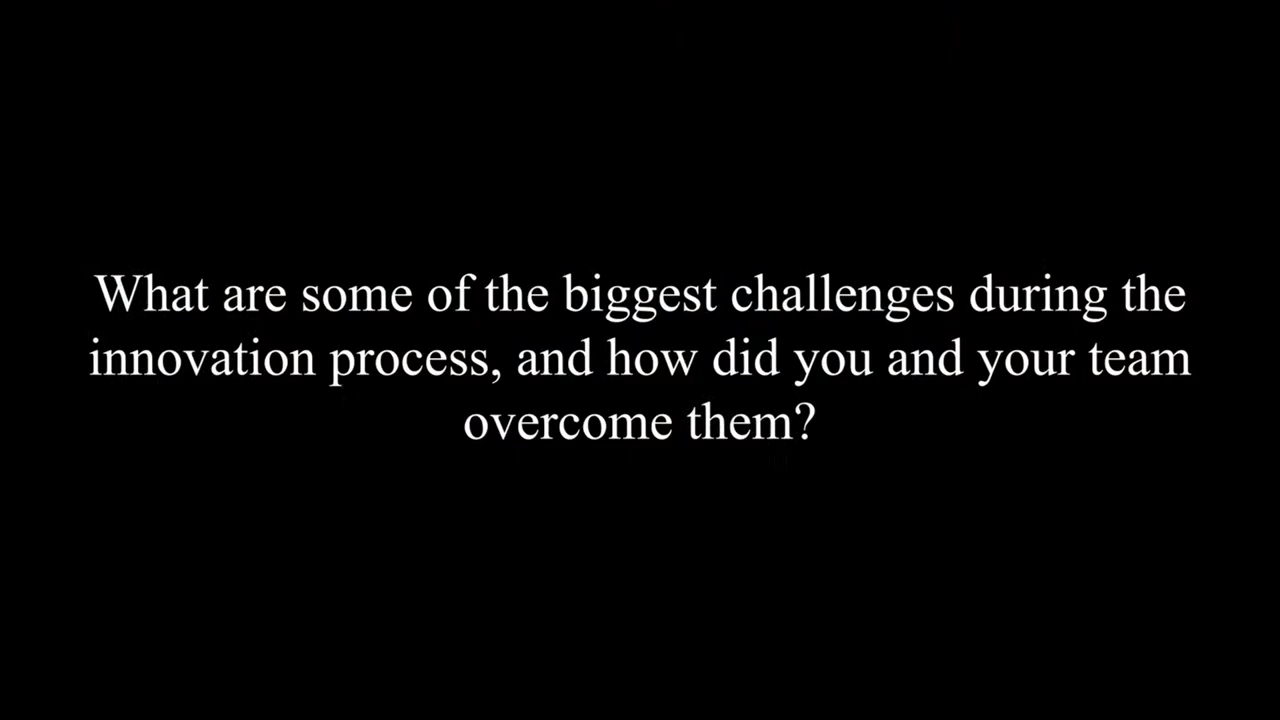 What are some of the biggest challenges during the
innovation process, and how did you and your team
overcome them?